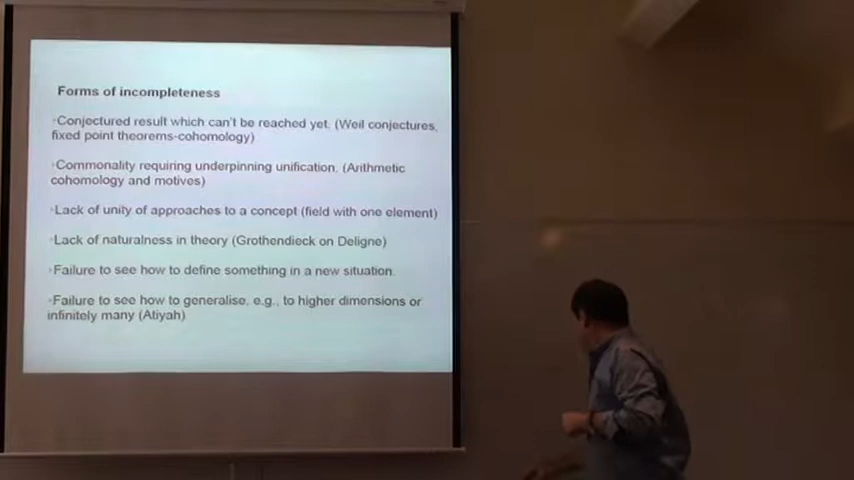 Forms of incompleteness
·Conjectured result which can't be reached yet. (Weil conjectures,
fixed point theorems-cohomology)
·Commonality requiring underpinning unification. (Arithmetic
cohomology and motives)
·Lack of unity of approaches to a concept (field with one element)
·Lack of naturalness in theory (Grothendieck on Deligne)
·Failure to see how to define something in a new situation.
·Failure to see how to generalise, e.g., to higher dimensions or
infinitely many (Atiyah)